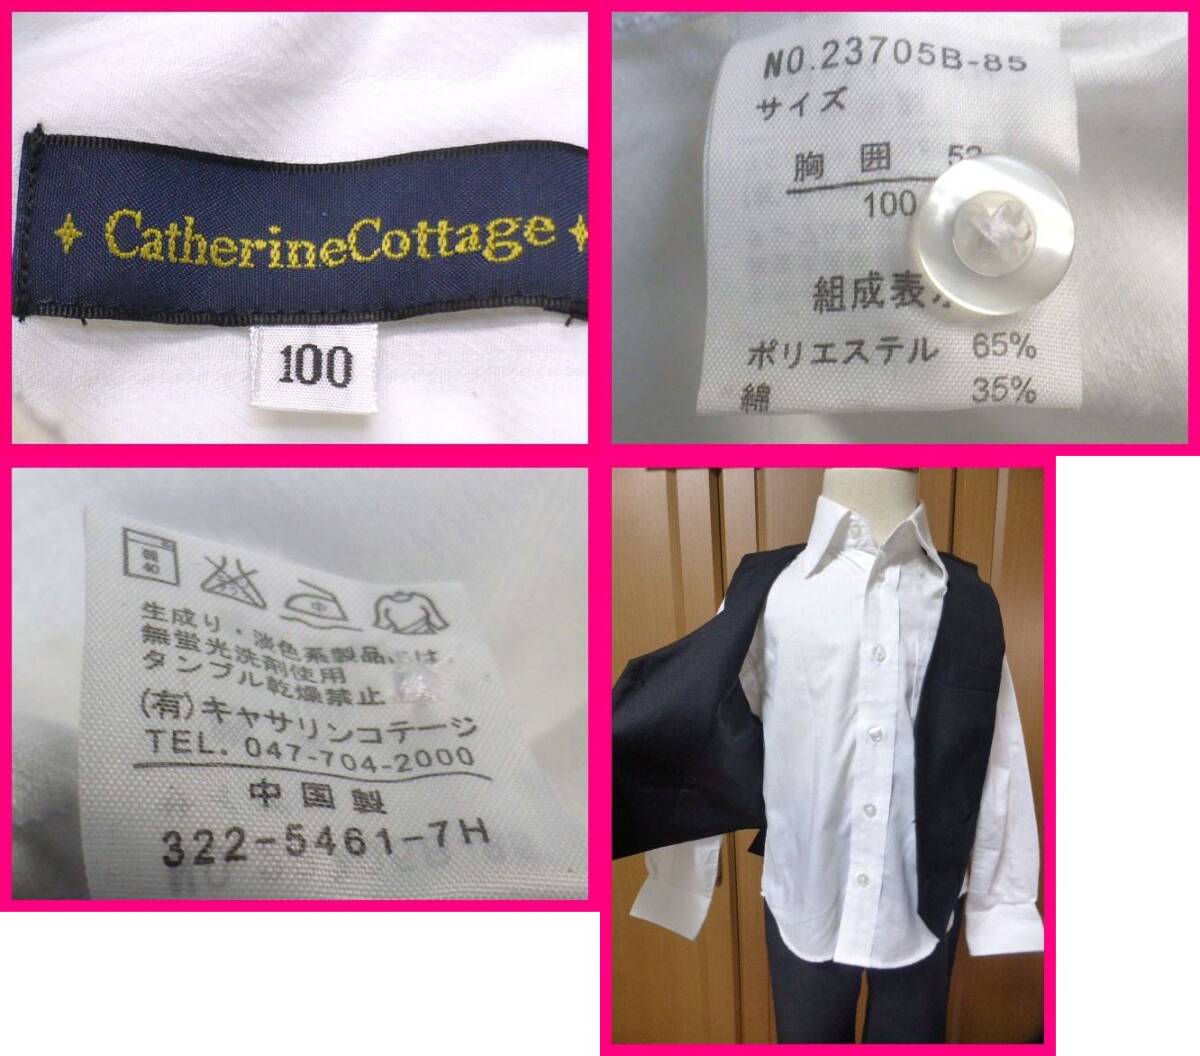 CatherineCottage
100
NO.23705B-85
サイズ
胸 囲
100
組成表
ポリエステル 65%
綿 35%
40
中
生成り・淡色系製品
無蛍光洗剤使用
タンブル乾燥禁止
(有)キャサリンコテージ
TEL. 047-704-2000
中国製
322-5461-7H